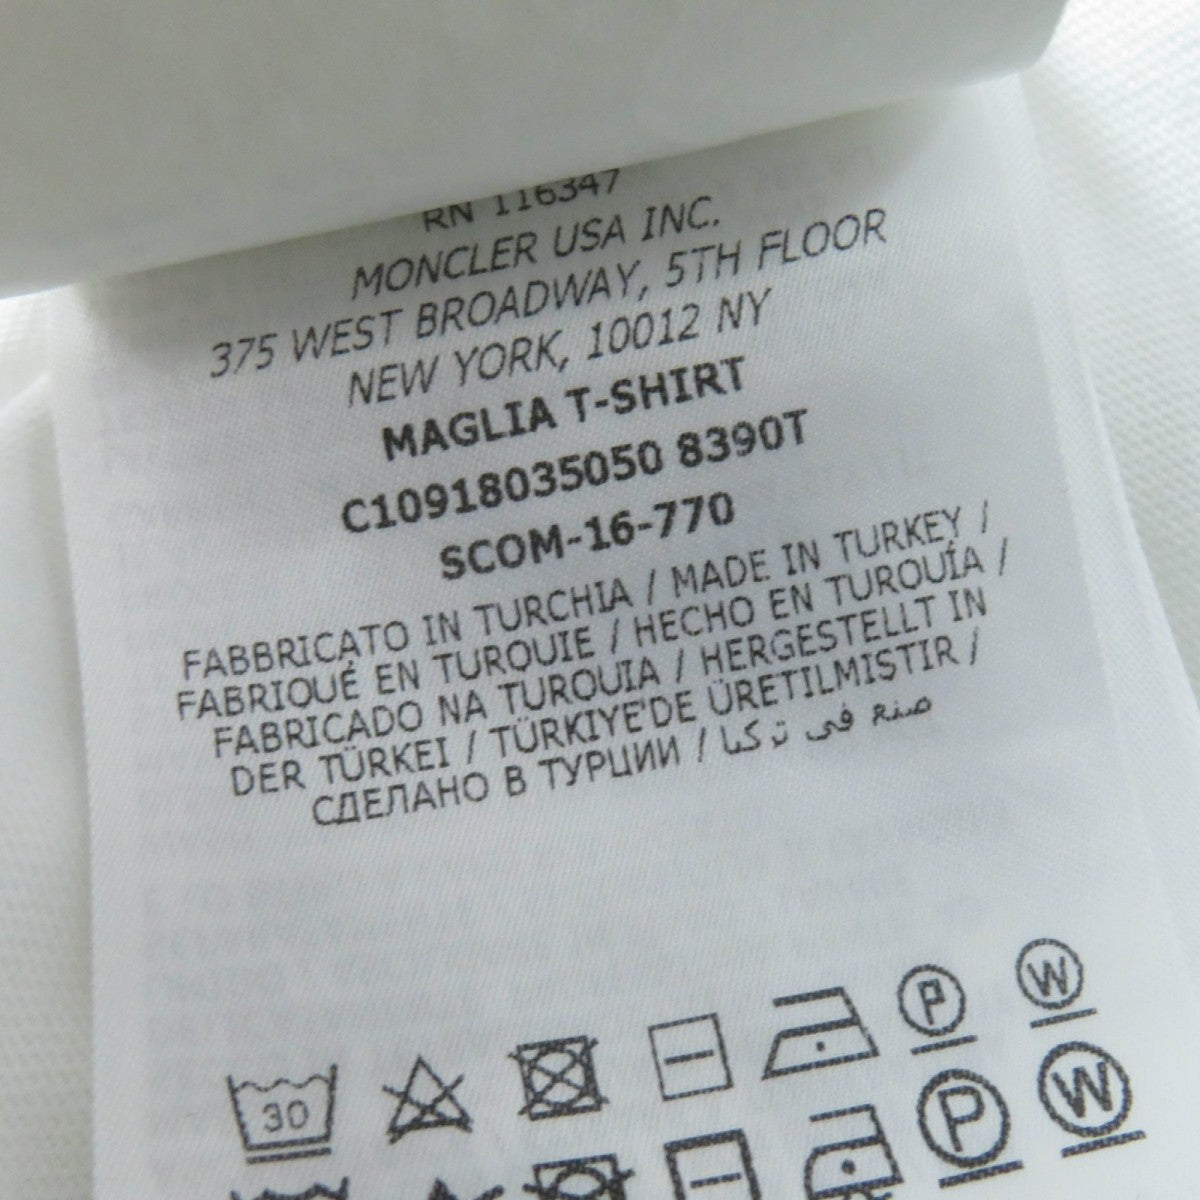 RN 116347
MONCLER USA INC.
375 WEST BROADWAY, 5TH FLOOR
NEW YORK, 10012 NY
MAGLIA T-SHIRT
C10918035050 8390T
SCOM-16-770
FABBRICATO IN TURCHIA / MADE IN TURKEY /
FABRIQUÉ EN TURQUIE / HECHO EN TURQUÍA /
FABRICADO NA TURQUIA / HERGESTELLT IN
DER TÜRKEI / TÜRKIYE'DE ÜRETILMISTIR /
СДЕЛАНО В ТУРЦИИ / صنع في تركيا
30 P W
P W